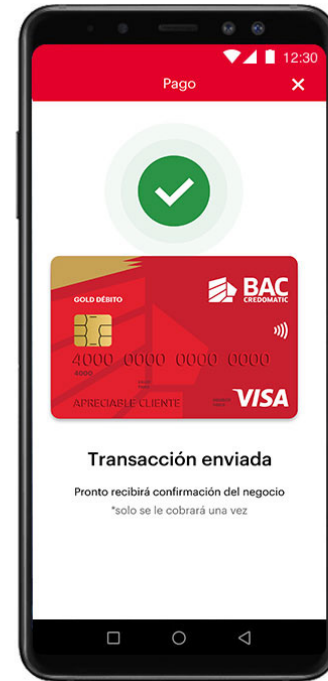 12:30
Pago
GOLD DÉBITO
BAC
CREDOMATIC
4000 0000 0000 0000
4000
APRECIABLE CLIENTE
VISA
Transacción enviada
Pronto recibirá confirmación del negocio
*solo se le cobrará una vez